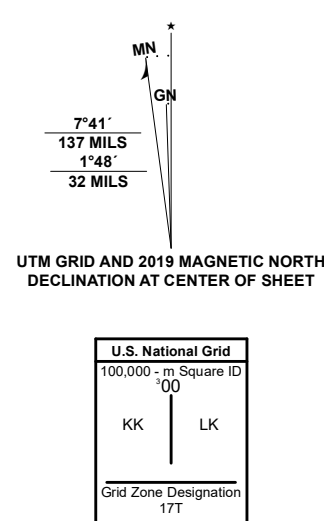 ★
MN
GN
7°41´
137 MILS
1°48´
32 MILS
UTM GRID AND 2019 MAGNETIC NORTH
DECLINATION AT CENTER OF SHEET
U.S. National Grid
100,000 - m Square ID
³00
KK LK
Grid Zone Designation
17T